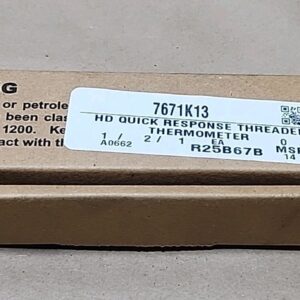 G
or petrole
been clas
1200. Ke
act with th
7671K13
HD QUICK RESPONSE THREADE
THERMOMETER
1 / 2 / 1 EA 0
A0662 R25B67B MSI
14